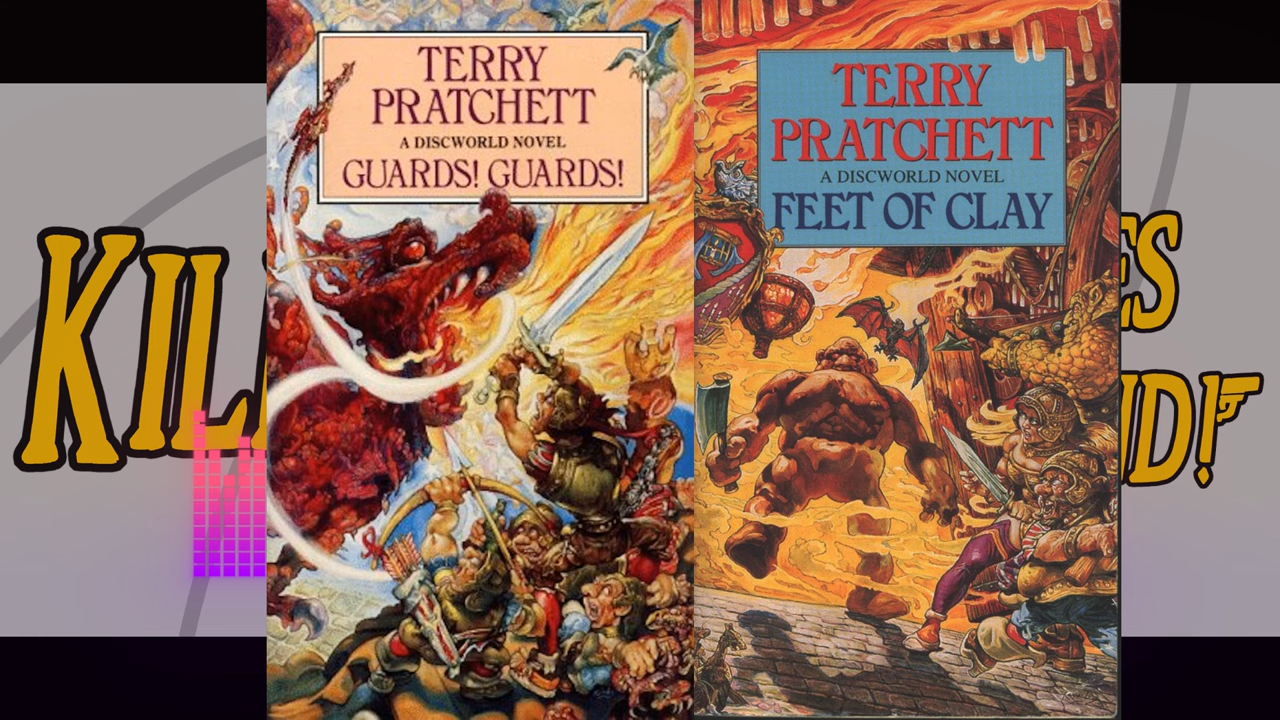 TERRY
PRATCHETT
A DISCWORLD NOVEL
GUARDS! GUARDS!
TERRY
PRATCHETT
A DISCWORLD NOVEL
FEET OF CLAY